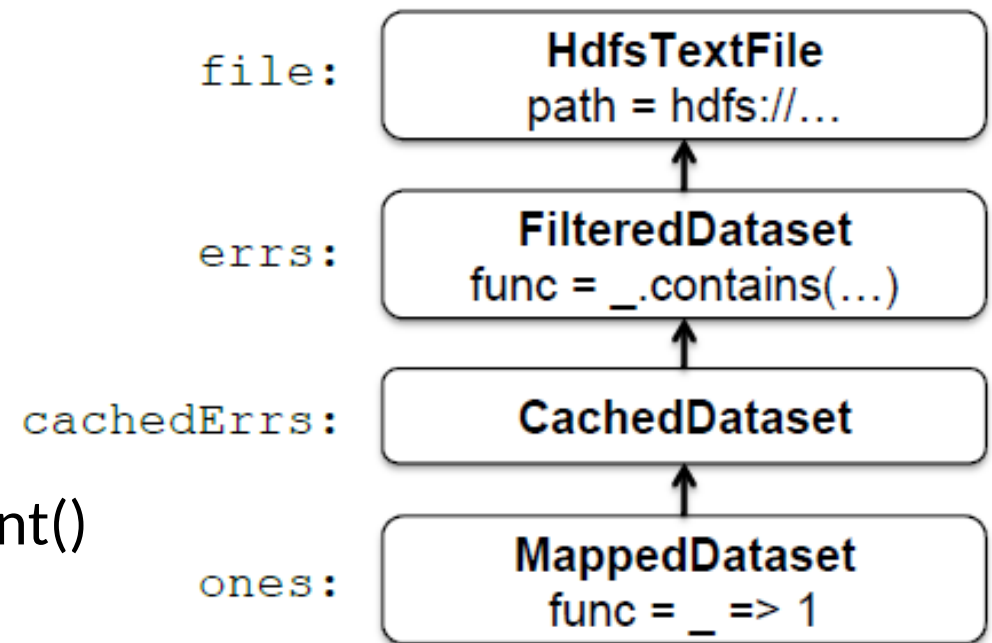 file:
HdfsTextFile
path = hdfs://…
errs:
FilteredDataset
func = _.contains(…)
cachedErrs:
CachedDataset
nt()
ones:
MappedDataset
func = _ => 1